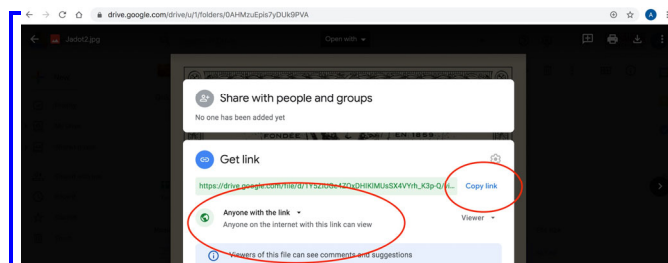 drive.google.com/drive/u/1/folders/0AHMzuEpis7yDUk9PVA
A
Jadot2.jpg
Open with
Share with people and groups
No one has been added yet
FONDÉE EN 1859
Get link
Copy link
Anyone with the link
Anyone on the internet with this link can view
Viewer
Viewers of this file can see comments and suggestions